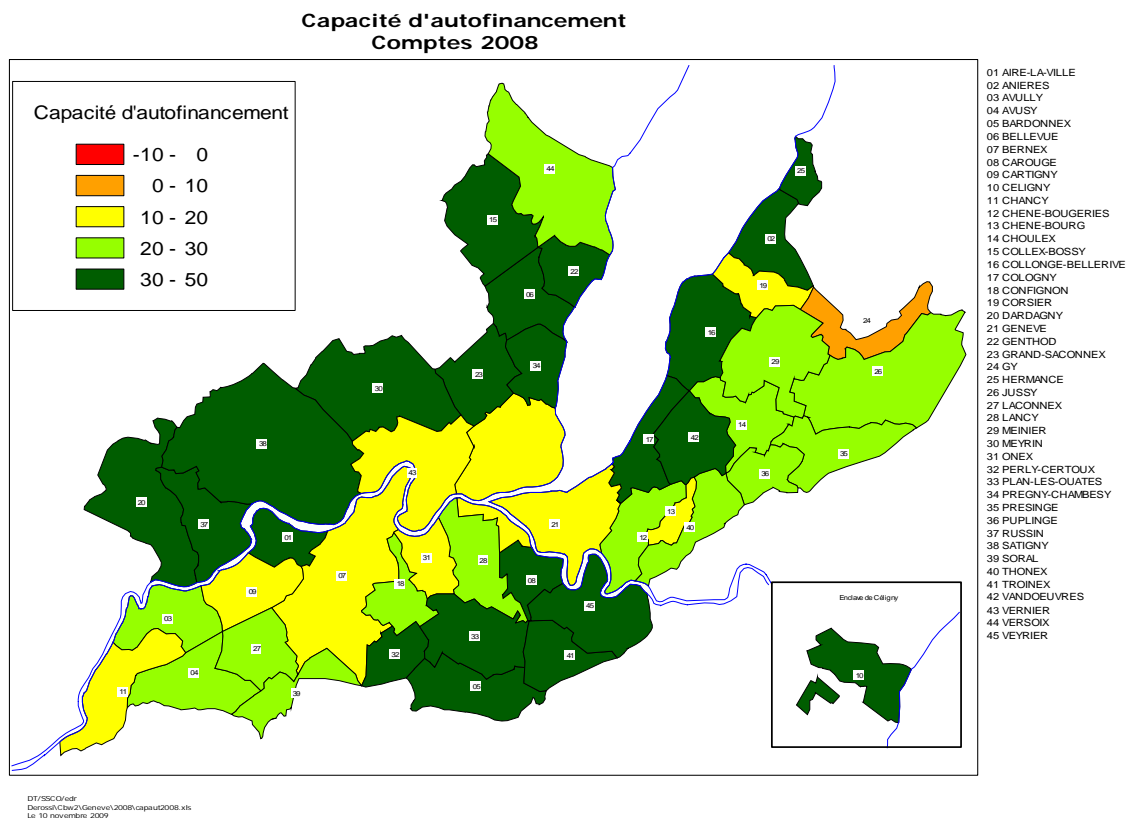 Capacité d'autofinancement
Comptes 2008
Capacité d'autofinancement
-10 - 0
0 - 10
10 - 20
20 - 30
30 - 50
44
25
15
02
22
19
06
24
16
34
29
23
26
30
14
42
17
38
35
43
36
20
13
21
37
40
01
12
31
28
07
08
18
09
45
03
33
27
32
41
04
05
11
39
Enclave de Céligny
10
01 AIRE-LA-VILLE
02 ANIERES
03 AVULLY
04 AVUSY
05 BARDONNEX
06 BELLEVUE
07 BERNEX
08 CAROUGE
09 CARTIGNY
10 CELIGNY
11 CHANCY
12 CHENE-BOUGERIES
13 CHENE-BOURG
14 CHOULEX
15 COLLEX-BOSSY
16 COLLONGE-BELLERIVE
17 COLOGNY
18 CONFIGNON
19 CORSIER
20 DARDAGNY
21 GENEVE
22 GENTHOD
23 GRAND-SACONNEX
24 GY
25 HERMANCE
26 JUSSY
27 LACONNEX
28 LANCY
29 MEINIER
30 MEYRIN
31 ONEX
32 PERLY-CERTOUX
33 PLAN-LES-OUATES
34 PREGNY-CHAMBESY
35 PRESINGE
36 PUPLINGE
37 RUSSIN
38 SATIGNY
39 SORAL
40 THONEX
41 TROINEX
42 VANDOEUVRES
43 VERNIER
44 VERSOIX
45 VEYRIER
DT/SSCO/edr
Derossi\Cbw2\Geneve\2008\capaut2008.xls
Le 10 novembre 2009